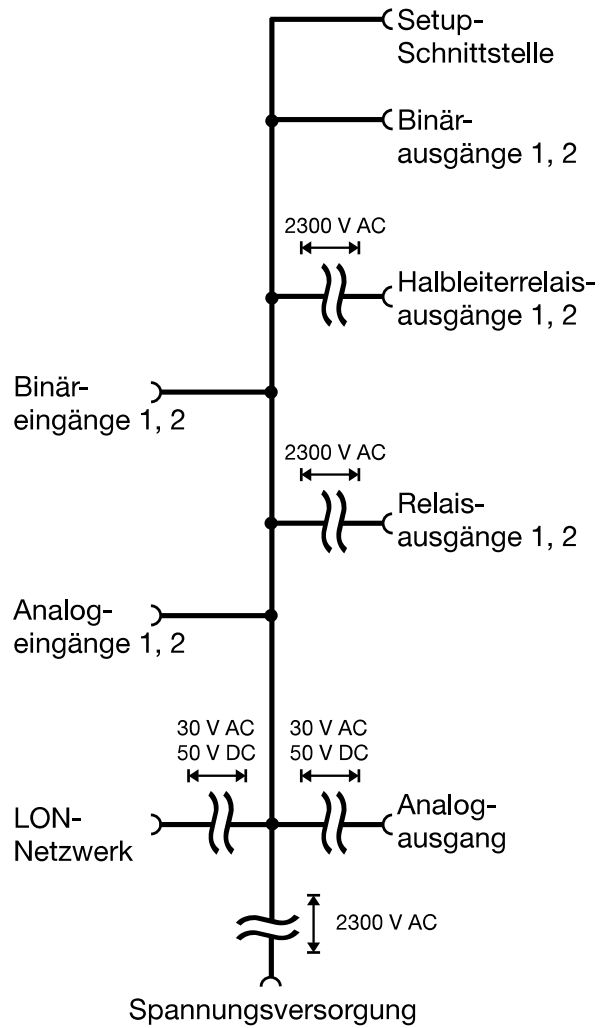 Setup-
Schnittstelle
Binär-
ausgänge 1, 2
2300 V AC
Halbleiterrelais-
ausgänge 1, 2
Binär-
eingänge 1, 2
2300 V AC
Relais-
ausgänge 1, 2
Analog-
eingänge 1, 2
30 V AC
50 V DC
30 V AC
50 V DC
LON-
Netzwerk
Analog-
ausgang
2300 V AC
Spannungsversorgung